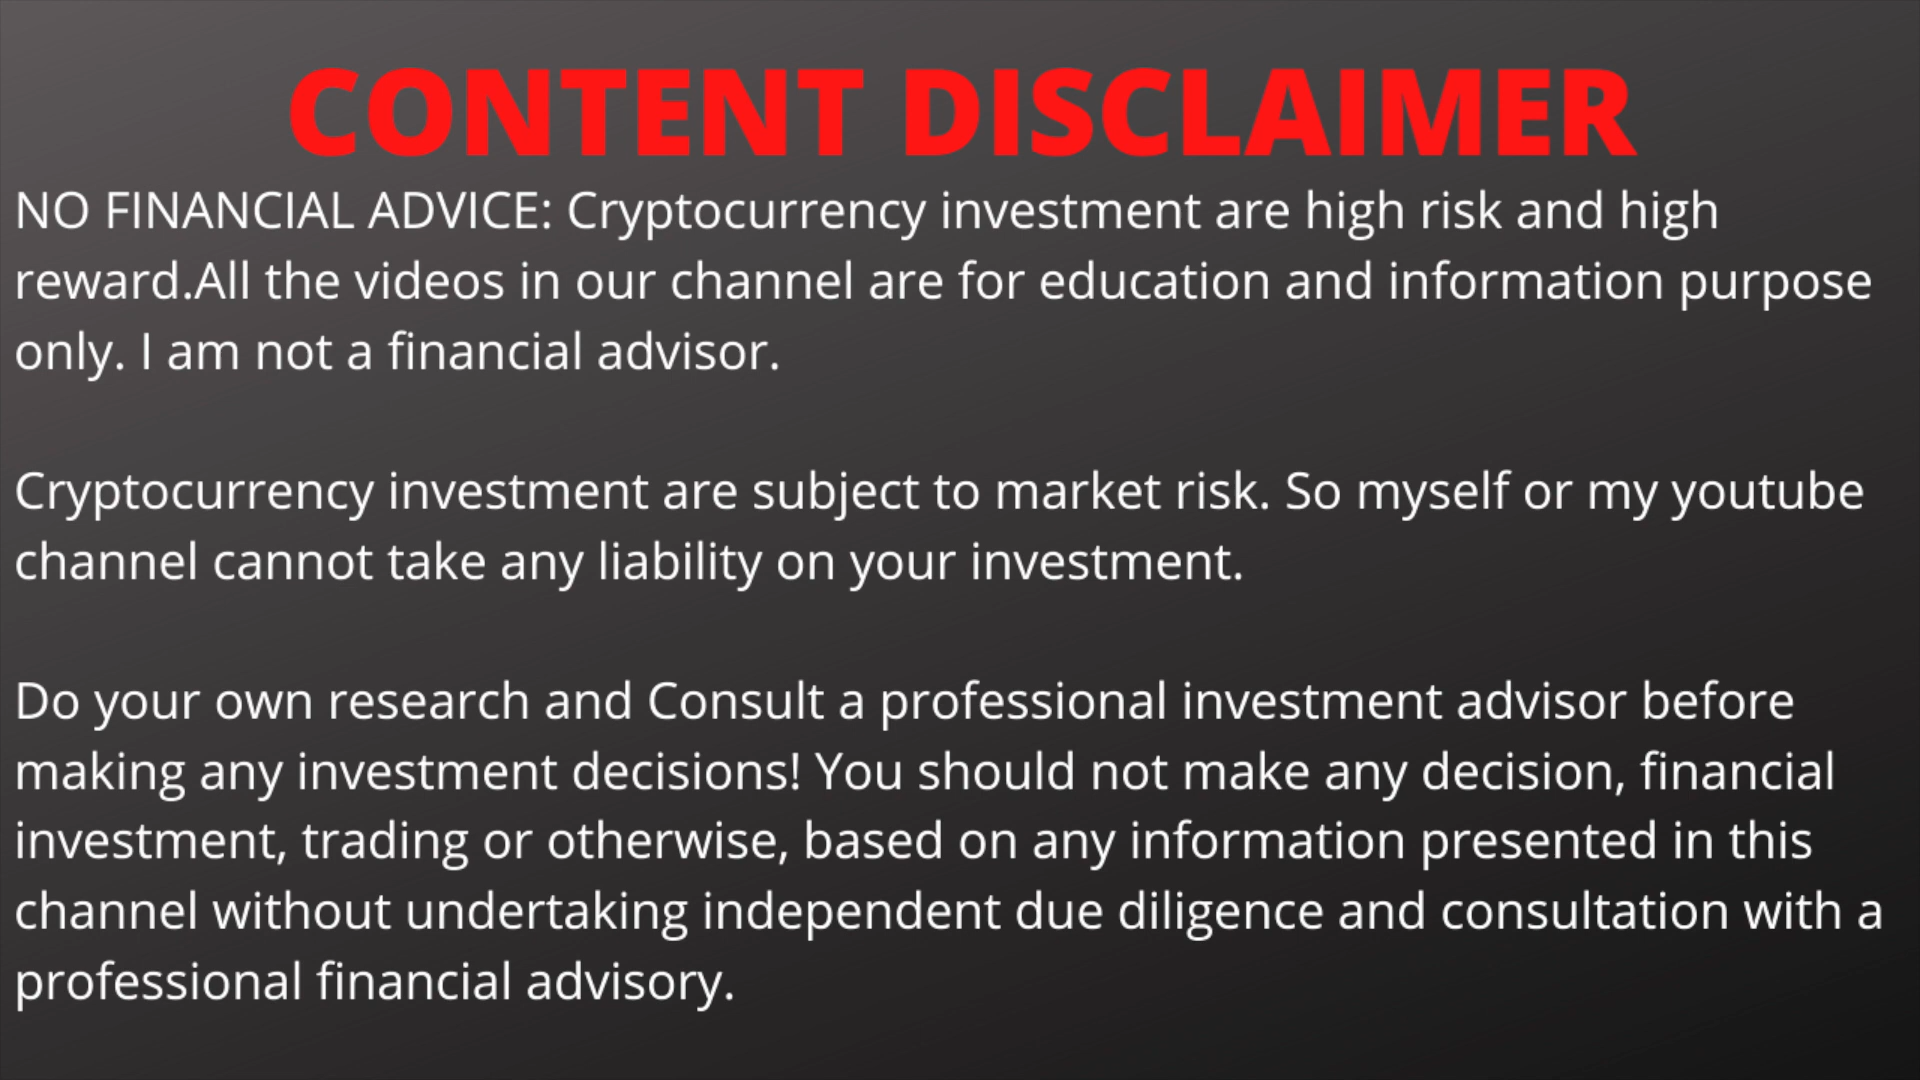 CONTENT DISCLAIMER
NO FINANCIAL ADVICE: Cryptocurrency investment are high risk and high
reward.All the videos in our channel are for education and information purpose
only. I am not a financial advisor.
Cryptocurrency investment are subject to market risk. So myself or my youtube
channel cannot take any liability on your investment.
Do your own research and Consult a professional investment advisor before
making any investment decisions! You should not make any decision, financial
investment, trading or otherwise, based on any information presented in this
channel without undertaking independent due diligence and consultation with a
professional financial advisory.